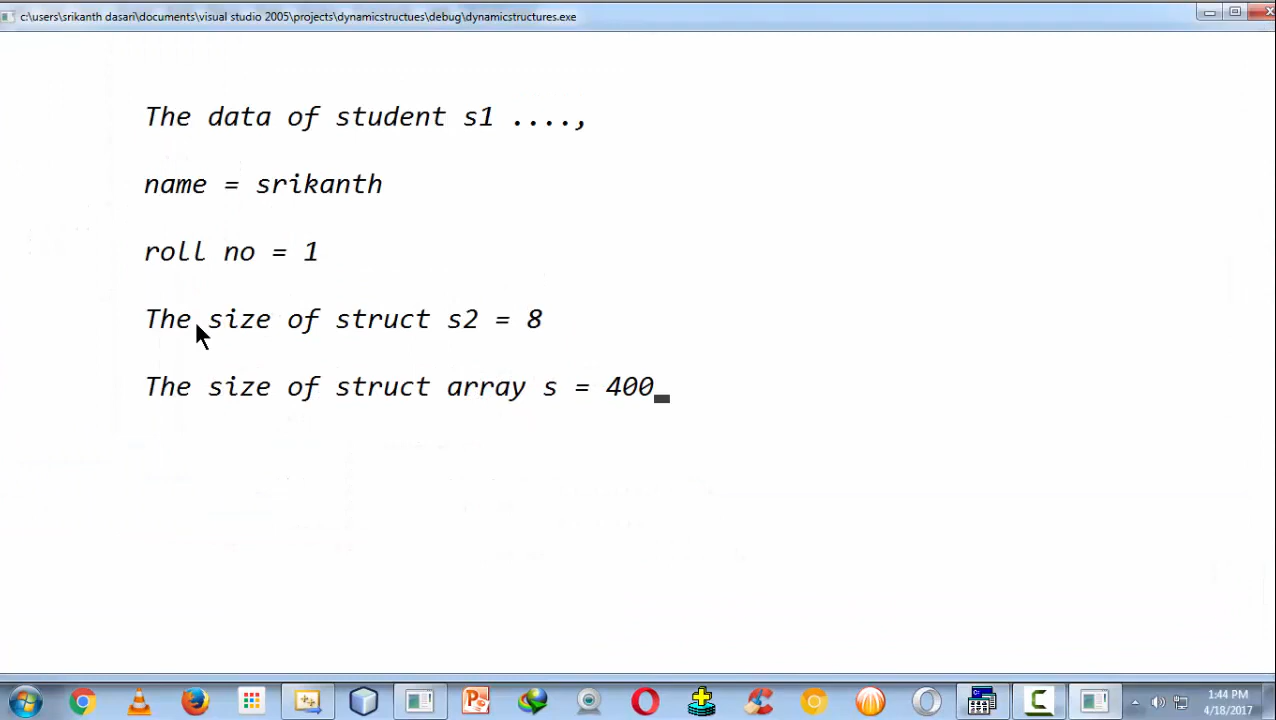 c:\users\srikanth dasari\documents\visual studio 2005\projects\dynamicstructues\debug\dynamicstructures.exe
The data of student s1 ....,
name = srikanth
roll no = 1
The size of struct s2 = 8
The size of struct array s = 400
1:44 PM
4/18/2017